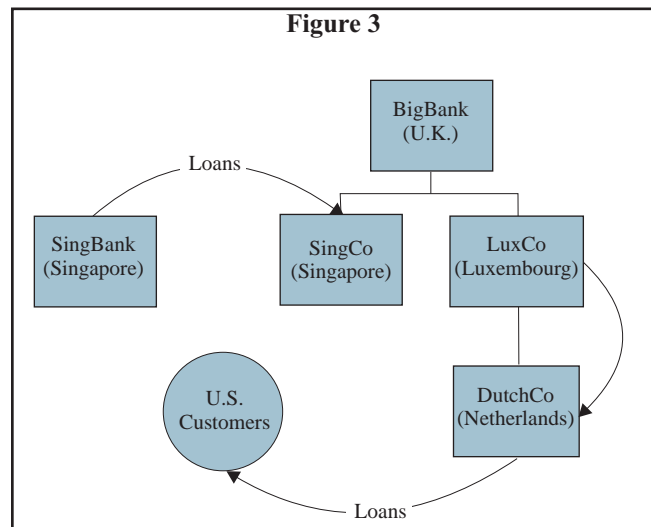 Figure 3
BigBank
(U.K.)
Loans
SingBank
(Singapore)
SingCo
(Singapore)
LuxCo
(Luxembourg)
U.S.
Customers
DutchCo
(Netherlands)
Loans